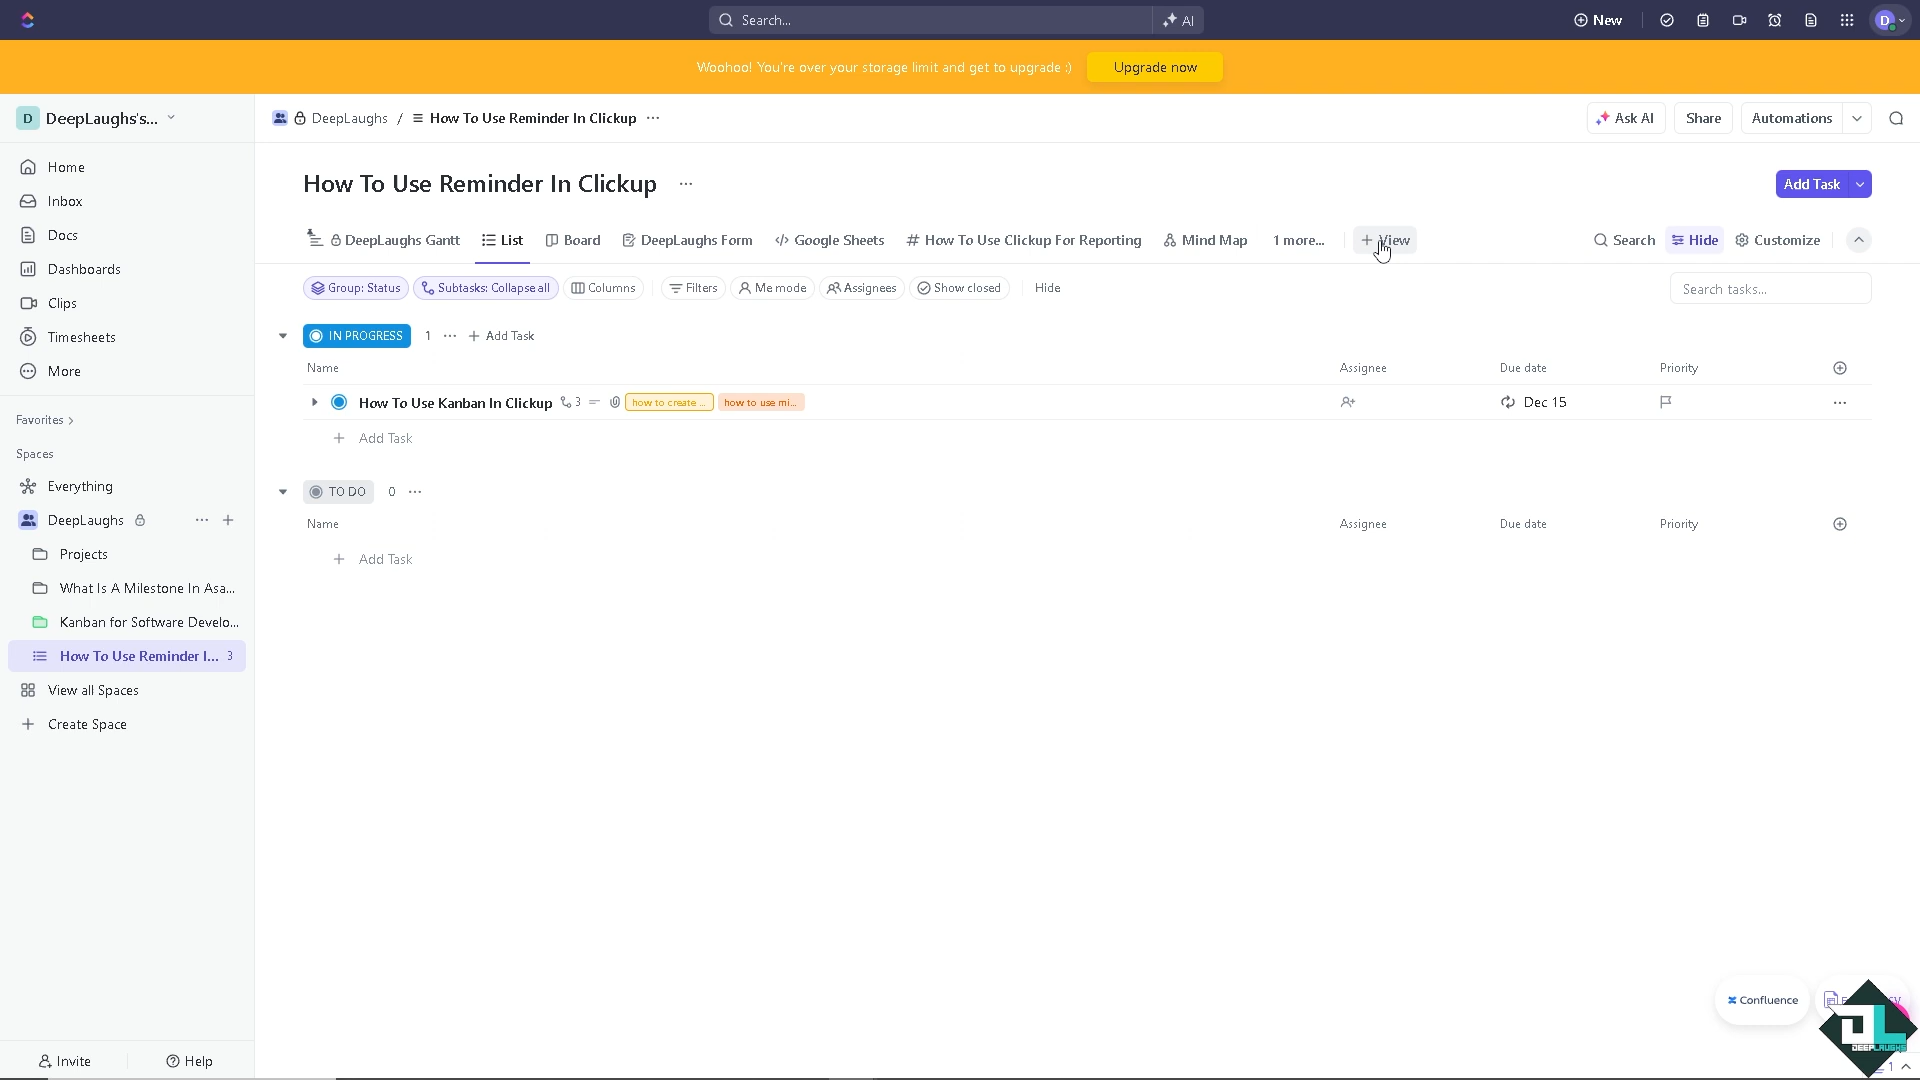 Search...
AI
New
D
Woohoo! You're over your storage limit and get to upgrade :)
Upgrade now
D DeepLaughs's...
DeepLaughs / How To Use Reminder In Clickup ...
Ask AI
Share
Automations
Home
Inbox
Docs
Dashboards
Clips
Timesheets
More
Favorites
Spaces
Everything
DeepLaughs
Projects
What Is A Milestone In Asa...
Kanban for Software Develo...
How To Use Reminder I... 3
View all Spaces
Create Space
Invite
Help
How To Use Reminder In Clickup ...
Add Task
DeepLaughs Gantt
List
Board
DeepLaughs Form
Google Sheets
# How To Use Clickup For Reporting
Mind Map
1 more...
+ View
Search
Hide
Customize
Group: Status
Subtasks: Collapse all
Columns
Filters
Me mode
Assignees
Show closed
Hide
Search tasks...
IN PROGRESS 1 ... + Add Task
Name Assignee Due date Priority
How To Use Kanban In Clickup 3 how to create ... how to use mi... Dec 15
+ Add Task
TO DO 0 ...
Name Assignee Due date Priority
+ Add Task
Confluence
DEEPLAUGHS
1